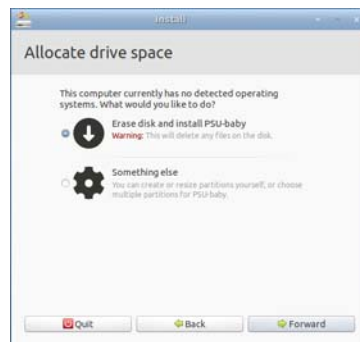 Install
Allocate drive space
This computer currently has no detected operating
systems. What would you like to do?
Erase disk and install PSU-baby
Warning: This will delete any files on the disk.
Something else
You can create or resize partitions yourself, or choose
multiple partitions for PSU-baby.
Quit
Back
Forward